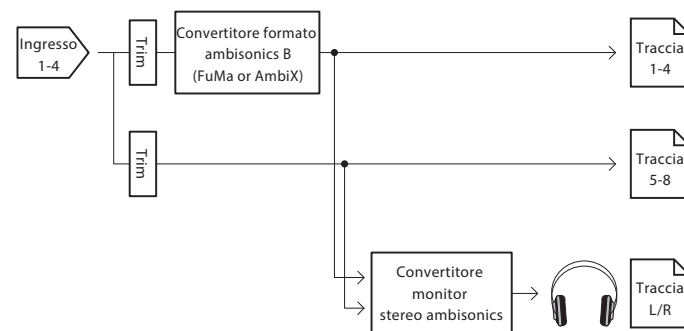 Ingresso
1-4
Trim
Convertitore formato
ambisonics B
(FuMa or AmbiX)
Traccia
1-4
Trim
Traccia
5-8
Convertitore
monitor
stereo ambisonics
Traccia
L/R